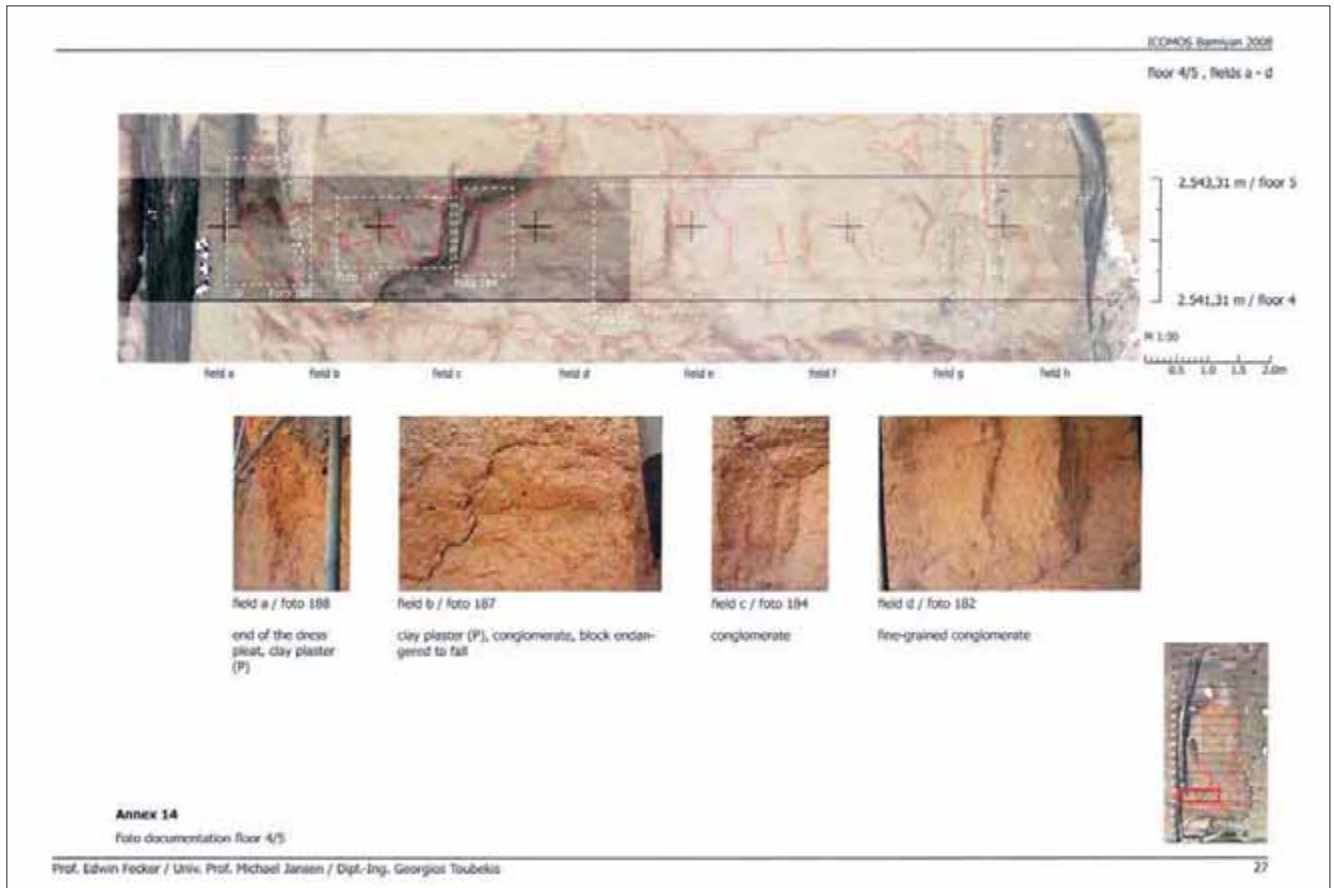 ICOMOS Bamiyan 2008
floor 4/5 , fields a - d
2.543,31 m / floor 5
2.541,31 m / floor 4
M 1:50
0.5 1.0 1.5 2.0m
field a field b field c field d field e field f field g field h
foto 184
field a / foto 188
end of the dress
pleat, clay plaster
(P)
field b / foto 187
clay plaster (P), conglomerate, block endan-
gered to fall
field c / foto 184
conglomerate
field d / foto 182
fine-grained conglomerate
Annex 14
Foto documentation floor 4/5
Prof. Edwin Fecker / Univ. Prof. Michael Jansen / Dipl.-Ing. Georgios Toubekis
27